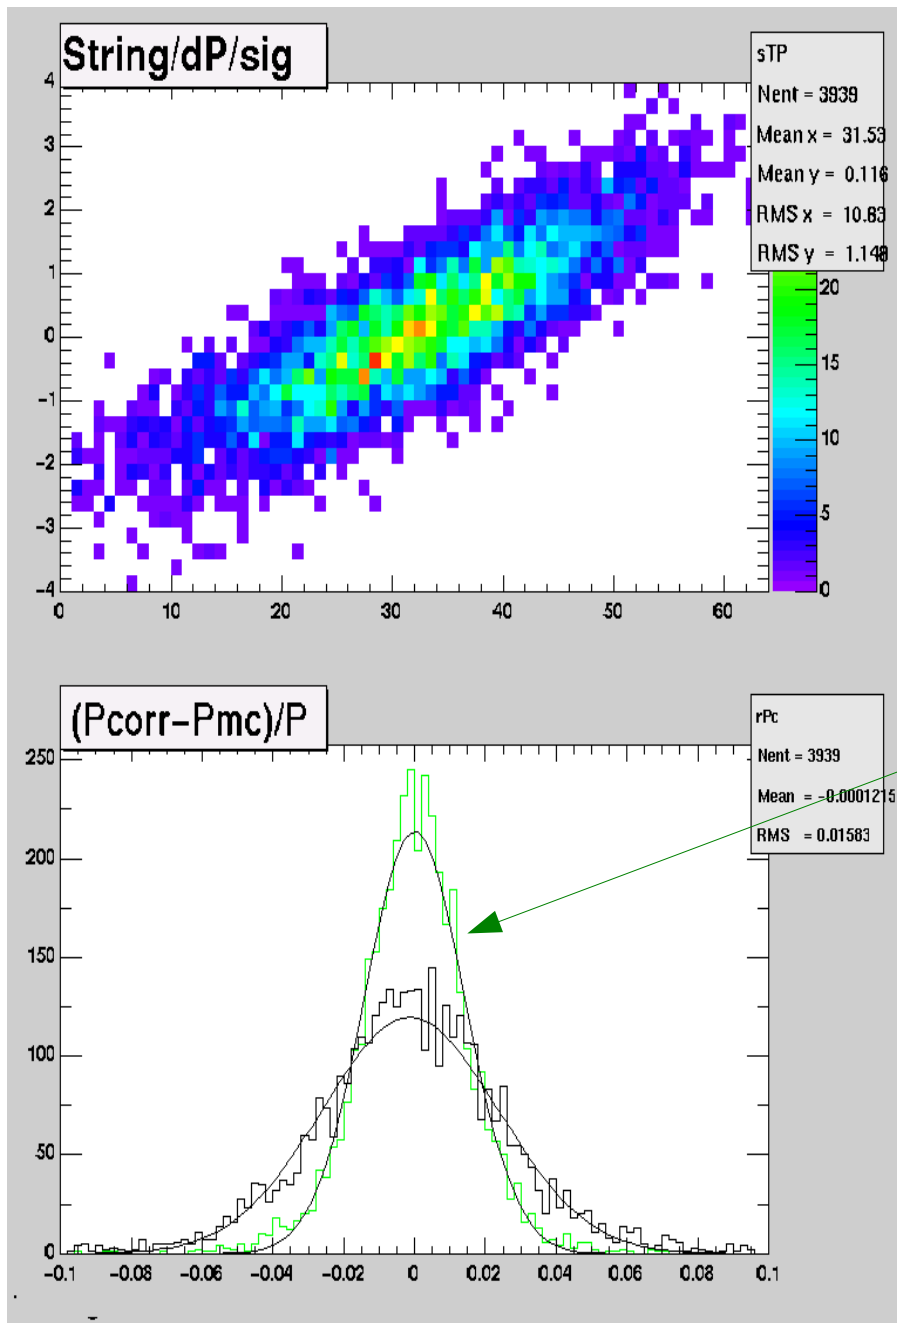 String/dP/sig
sTP
Nent = 3939
Mean x = 31.53
Mean y = 0.116
RMS x = 10.83
RMS y = 1.148
4
3
2
1
0
−1
−2
−3
−4
0 10 20 30 40 50 60
20
15
10
5
0
(Pcorr−Pmc)/P
rPc
Nent = 3939
Mean = −0.0001215
RMS = 0.01583
250
200
150
100
50
0
−0.1 −0.08 −0.06 −0.04 −0.02 0 0.02 0.04 0.06 0.08 0.1